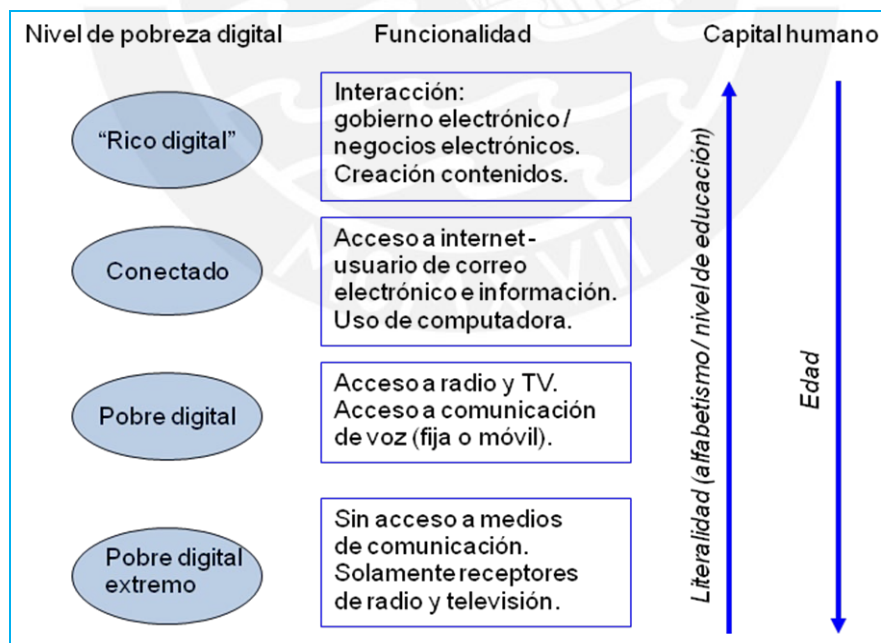 Nivel de pobreza digital
Funcionalidad
Capital humano
“Rico digital”
Interacción:
gobierno electrónico/
negocios electrónicos.
Creación contenidos.
Conectado
Acceso a internet-
usuario de correo
electrónico e información.
Uso de computadora.
Pobre digital
Acceso a radio y TV.
Acceso a comunicación
de voz (fija o móvil).
Pobre digital
extremo
Sin acceso a medios
de comunicación.
Solamente receptores
de radio y televisión.
Literalidad (alfabetismo/ nivel de educación)
Edad